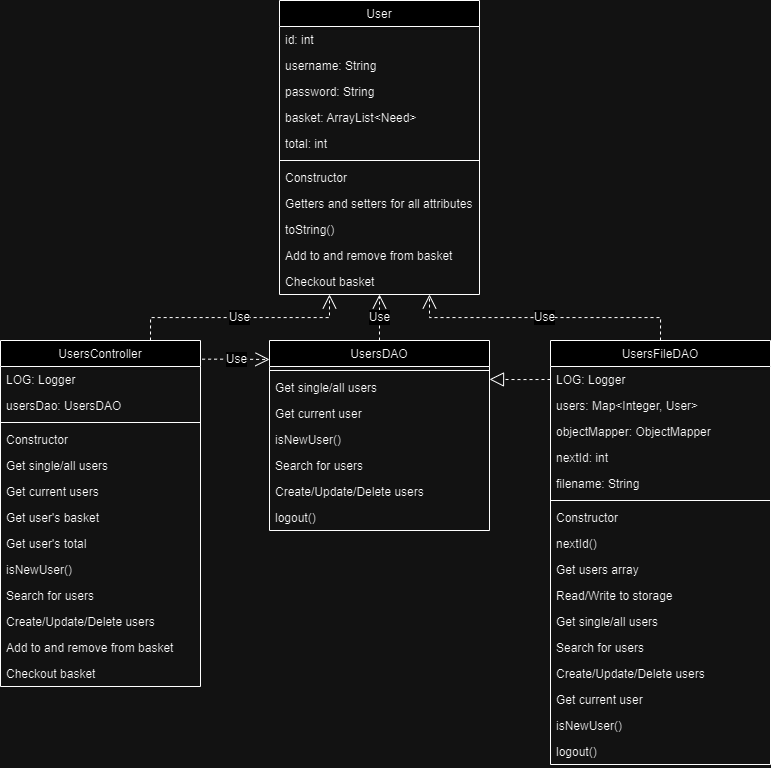 User
id: int
username: String
password: String
basket: ArrayList<Need>
total: int
Constructor
Getters and setters for all attributes
toString()
Add to and remove from basket
Checkout basket
Use
Use
Use
UsersController
LOG: Logger
usersDao: UsersDAO
Constructor
Get single/all users
Get current users
Get user's basket
Get user's total
isNewUser()
Search for users
Create/Update/Delete users
Add to and remove from basket
Checkout basket
Use
UsersDAO
Get single/all users
Get current user
isNewUser()
Search for users
Create/Update/Delete users
logout()
UsersFileDAO
LOG: Logger
users: Map<Integer, User>
objectMapper: ObjectMapper
nextId: int
filename: String
Constructor
nextId()
Get users array
Read/Write to storage
Get single/all users
Search for users
Create/Update/Delete users
Get current user
isNewUser()
logout()